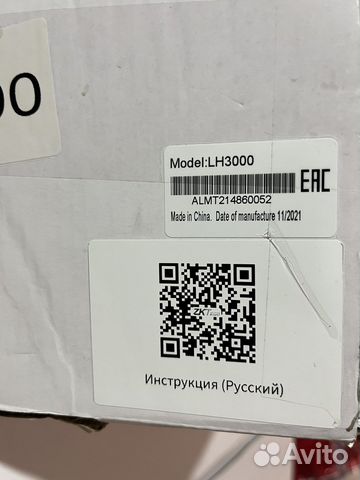 00
Model:LH3000
EAC
ALMT214860052
Made in China. Date of manufacture 11/2021
ZKTeco
Инструкция (Русский)
Avito